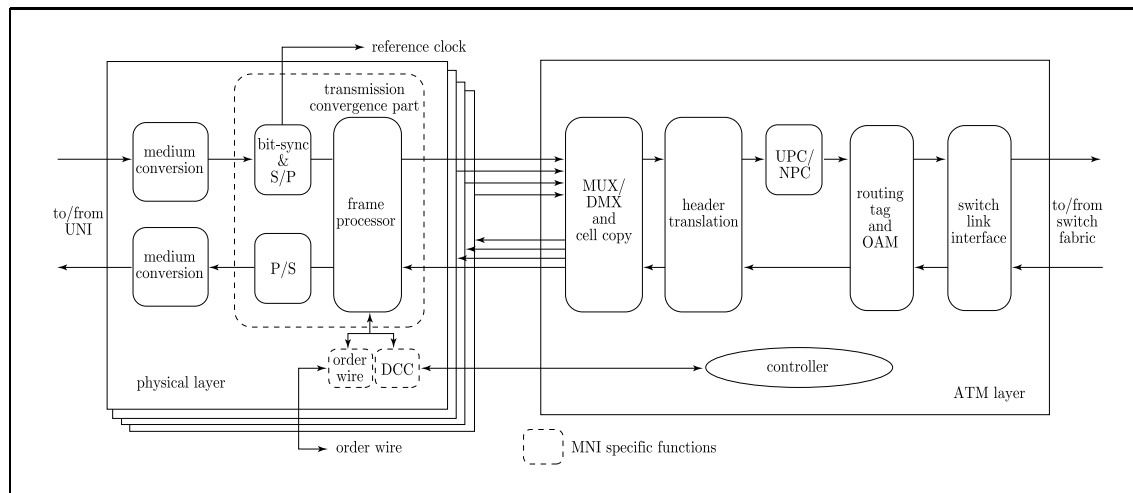 reference clock
transmission
convergence part
medium
conversion
bit-sync
&
S/P
frame
processor
to/from
UNI
medium
conversion
P/S
order
wire
DCC
physical layer
order wire
MUX/
DMX
and
cell copy
header
translation
UPC/
NPC
routing
tag
and
OAM
switch
link
interface
to/from
switch
fabric
controller
ATM layer
MNI specific functions